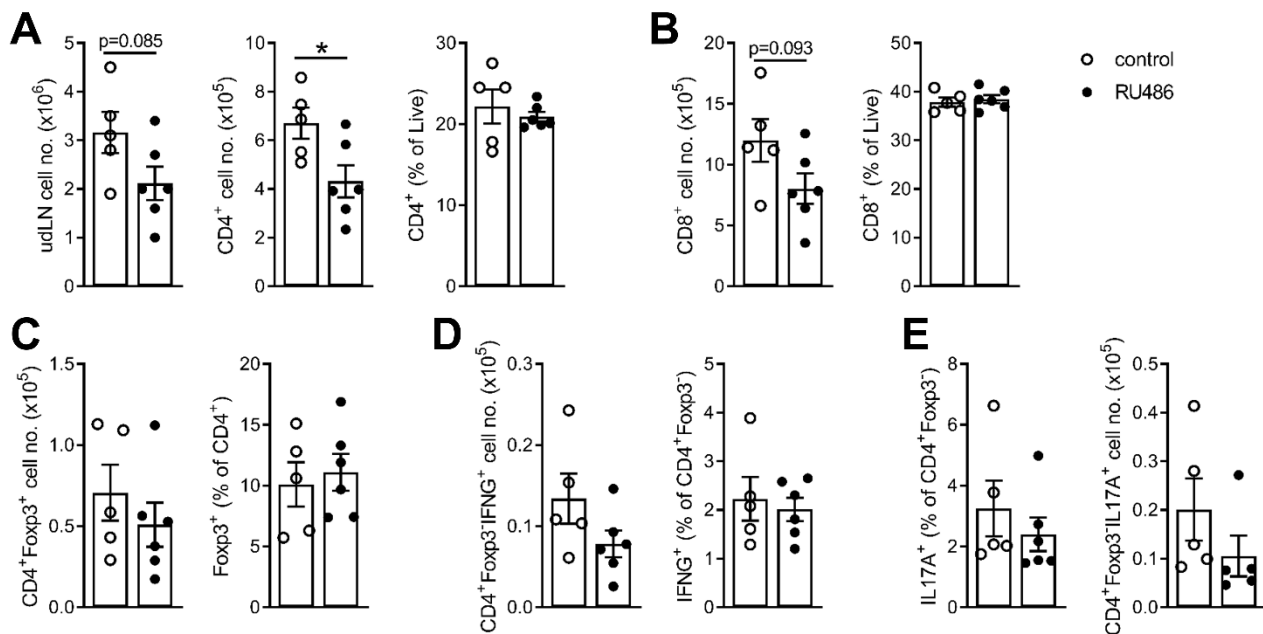 A
udLN cell no. (x10⁶)
5
4
3
2
1
0
p=0.085
CD4⁺ cell no. (x10⁵)
10
8
6
4
2
0
*
CD4⁺ (% of Live)
30
20
10
0
B
CD8⁺ cell no. (x10⁵)
20
15
10
5
0
p=0.093
CD8⁺ (% of Live)
50
40
30
20
10
0
control
RU486
C
CD4⁺Foxp3⁺ cell no. (x10⁵)
1.5
1.0
0.5
0.0
Foxp3⁺ (% of CD4⁺)
20
15
10
5
0
D
CD4⁺Foxp3⁻IFNG⁺ cell no. (x10⁵)
0.3
0.2
0.1
0.0
IFNG⁺ (% of CD4⁺Foxp3⁻)
5
4
3
2
1
0
E
IL17A⁺ (% of CD4⁺Foxp3⁻)
8
6
4
2
0
CD4⁺Foxp3⁻IL17A⁺ cell no. (x10⁵)
0.5
0.4
0.3
0.2
0.1
0.0